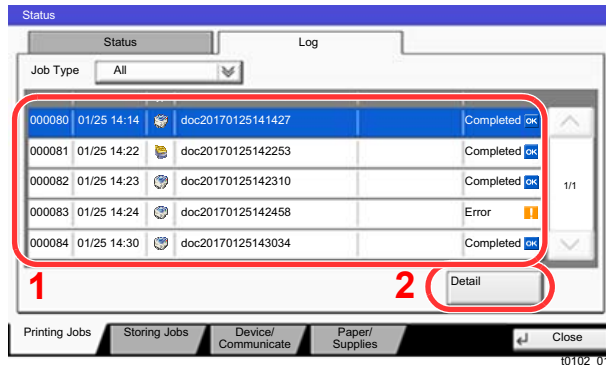 Status
Status Log
Job Type All
000080 01/25 14:14 doc20170125141427 Completed OK
000081 01/25 14:22 doc20170125142253 Completed OK
000082 01/25 14:23 doc20170125142310 Completed OK
1/1
000083 01/25 14:24 doc20170125142458 Error !
000084 01/25 14:30 doc20170125143034 Completed OK
1 2 Detail
Printing Jobs Storing Jobs Device/
Communicate Paper/
Supplies Close
t0102_01